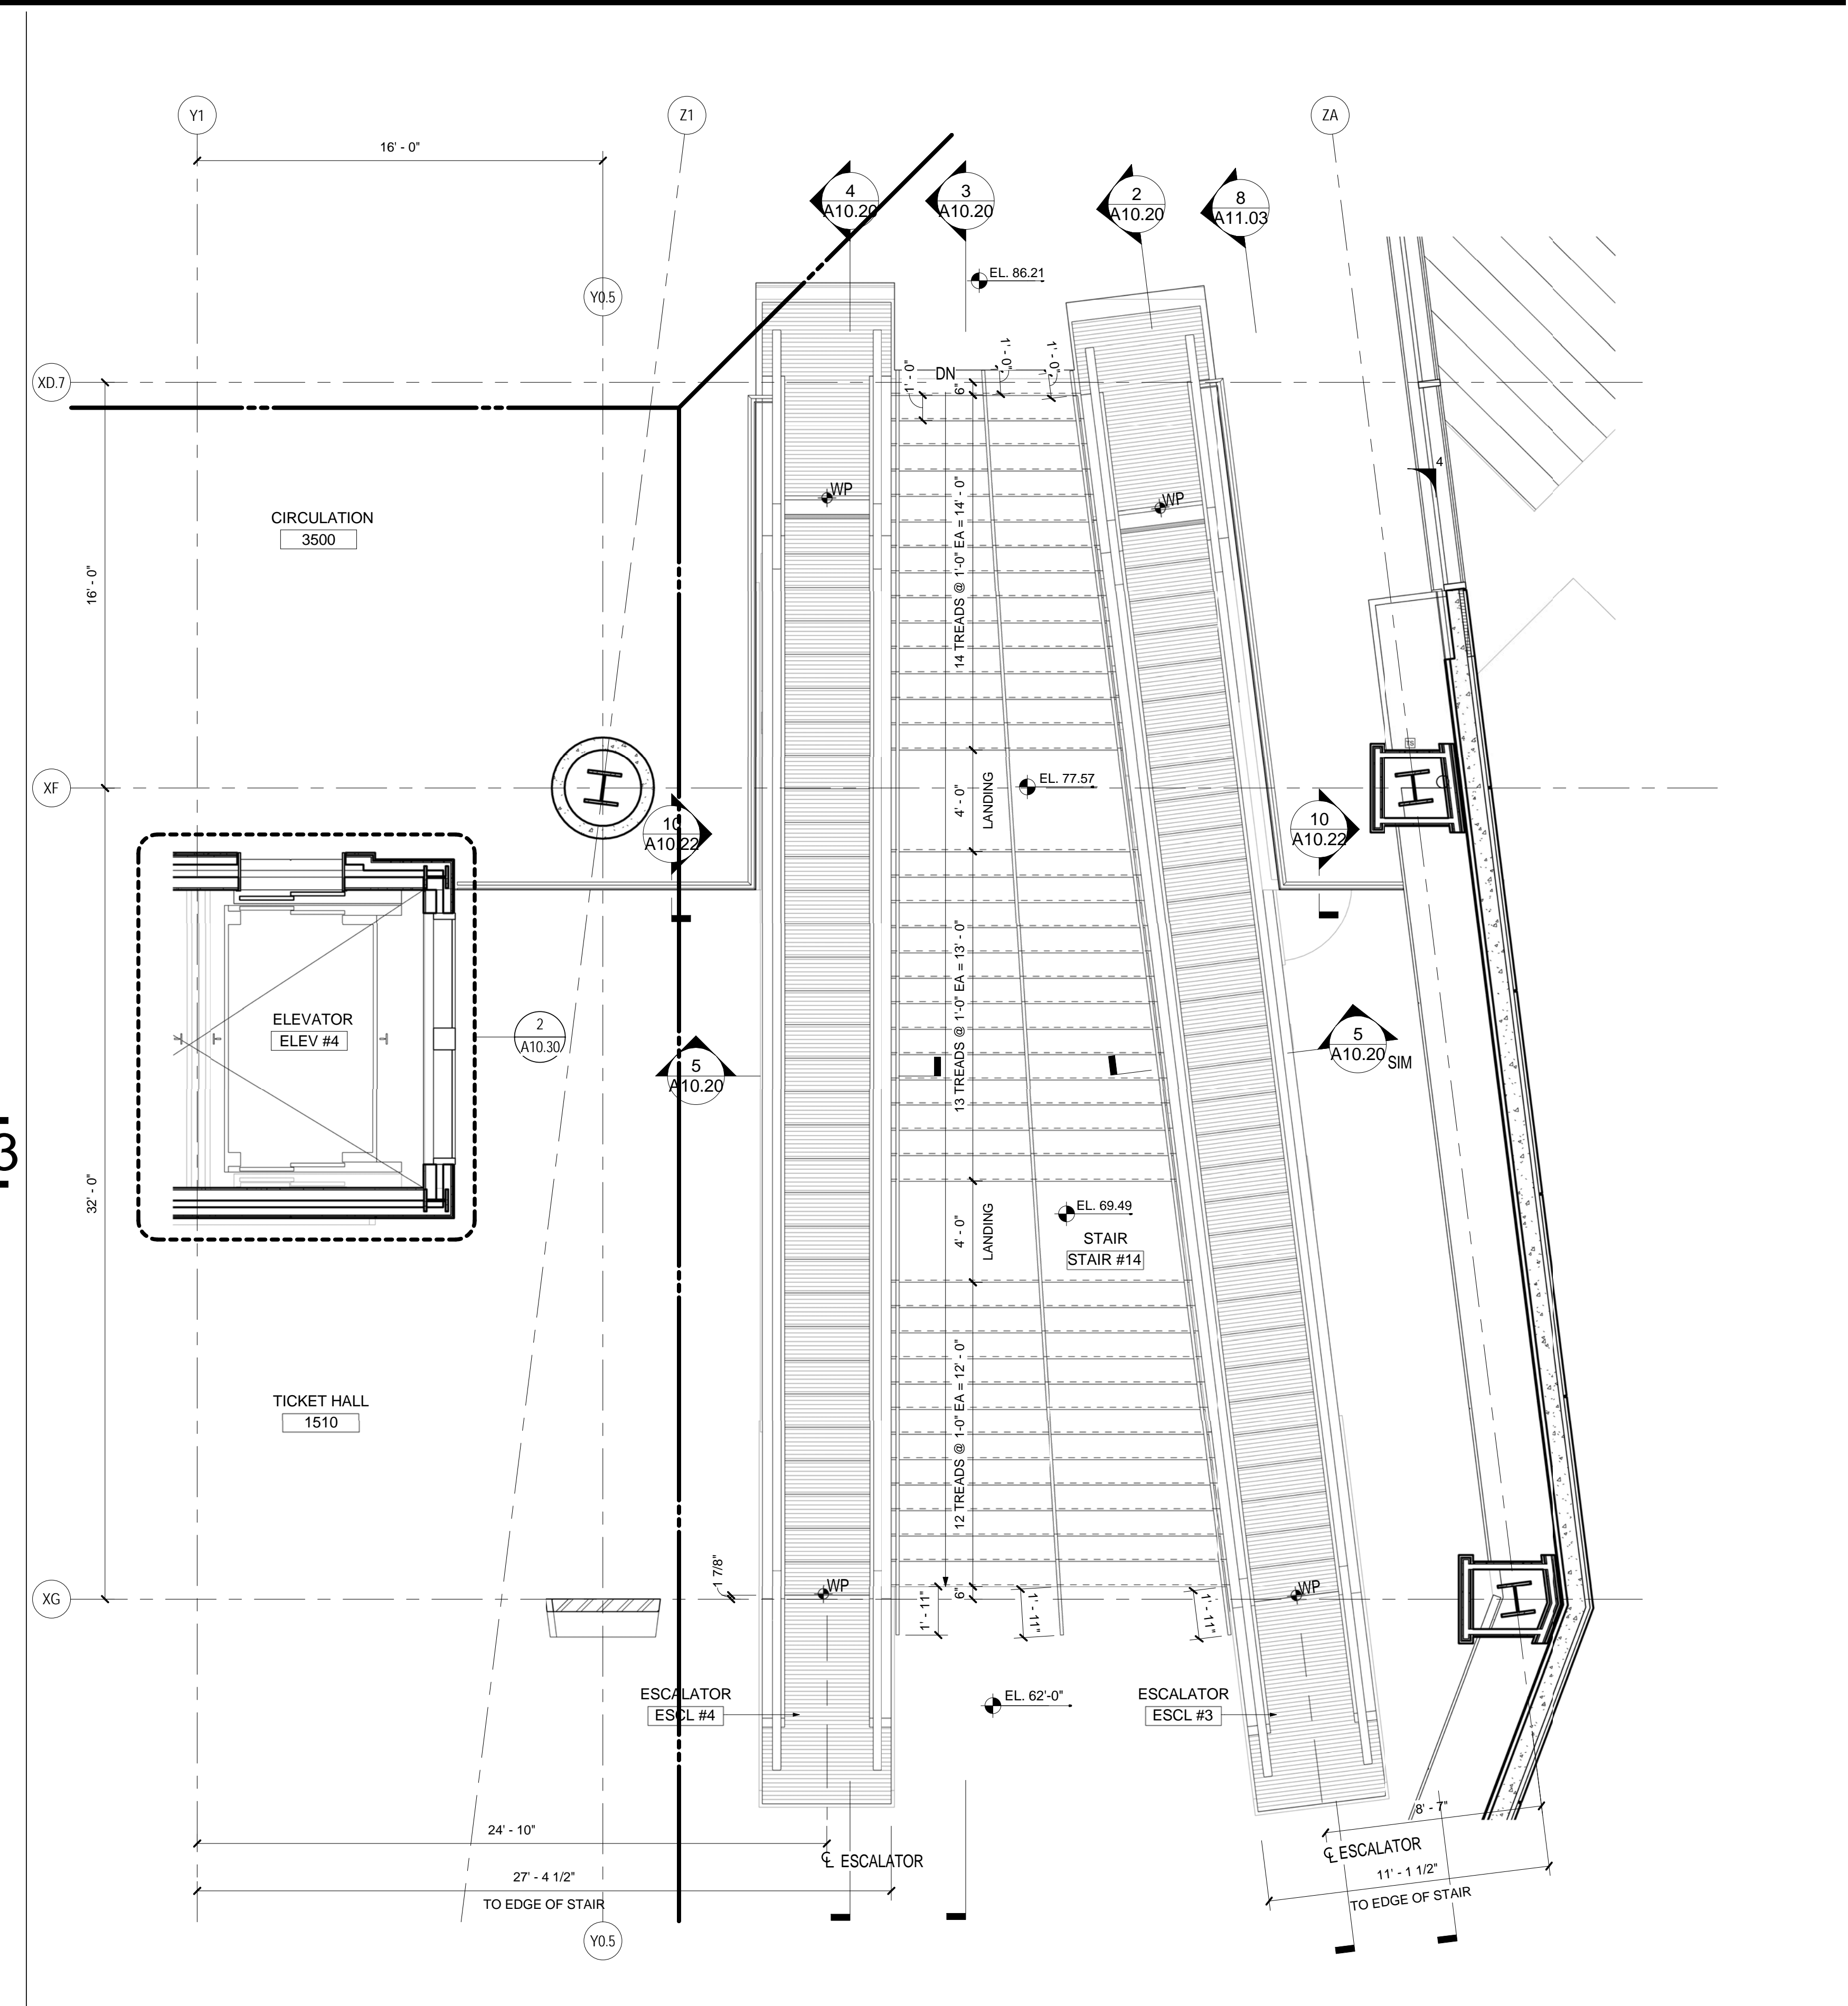 Y1
Z1
ZA
16' - 0"
4
A10.20
3
A10.20
2
A10.20
8
A11.03
EL. 86.21
Y0.5
XD.7
DN
1' - 0"
6"
1' - 0"
1' - 0"
4
WP
WP
CIRCULATION
3500
14 TREADS @ 1'-0" EA = 14' - 0"
16' - 0"
XF
4' - 0"
LANDING
EL. 77.57
10
A10.22
10
A10.22
ELEVATOR
ELEV #4
2
A10.30
13 TREADS @ 1'-0" EA = 13' - 0"
5
A10.20
5
A10.20
SIM
3
32' - 0"
4' - 0"
LANDING
EL. 69.49
STAIR
STAIR #14
TICKET HALL
1510
12 TREADS @ 1-0" EA = 12' - 0"
XG
1 7/8"
WP
WP
1' - 11"
6"
1' - 11"
1' - 11"
ESCALATOR
ESCL #4
EL. 62'-0"
ESCALATOR
ESCL #3
24' - 10"
℄ ESCALATOR
27' - 4 1/2"
TO EDGE OF STAIR
8' - 7"
℄ ESCALATOR
11' - 1 1/2"
TO EDGE OF STAIR
Y0.5